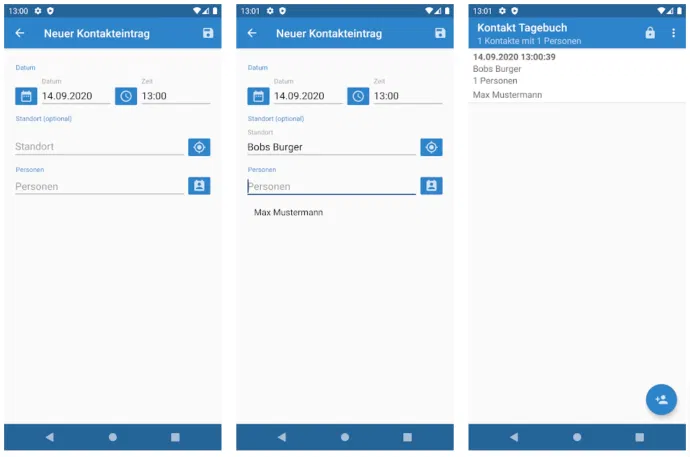 13:00
Neuer Kontakteintrag
Datum
Datum
Zeit
14.09.2020
13:00
Standort (optional)
Standort
Personen
Personen
13:01
Neuer Kontakteintrag
Datum
Datum
Zeit
14.09.2020
13:00
Standort (optional)
Standort
Bobs Burger
Personen
Personen
Max Mustermann
13:01
Kontakt Tagebuch
1 Kontakte mit 1 Personen
14.09.2020 13:00:39
Bobs Burger
1 Personen
Max Mustermann